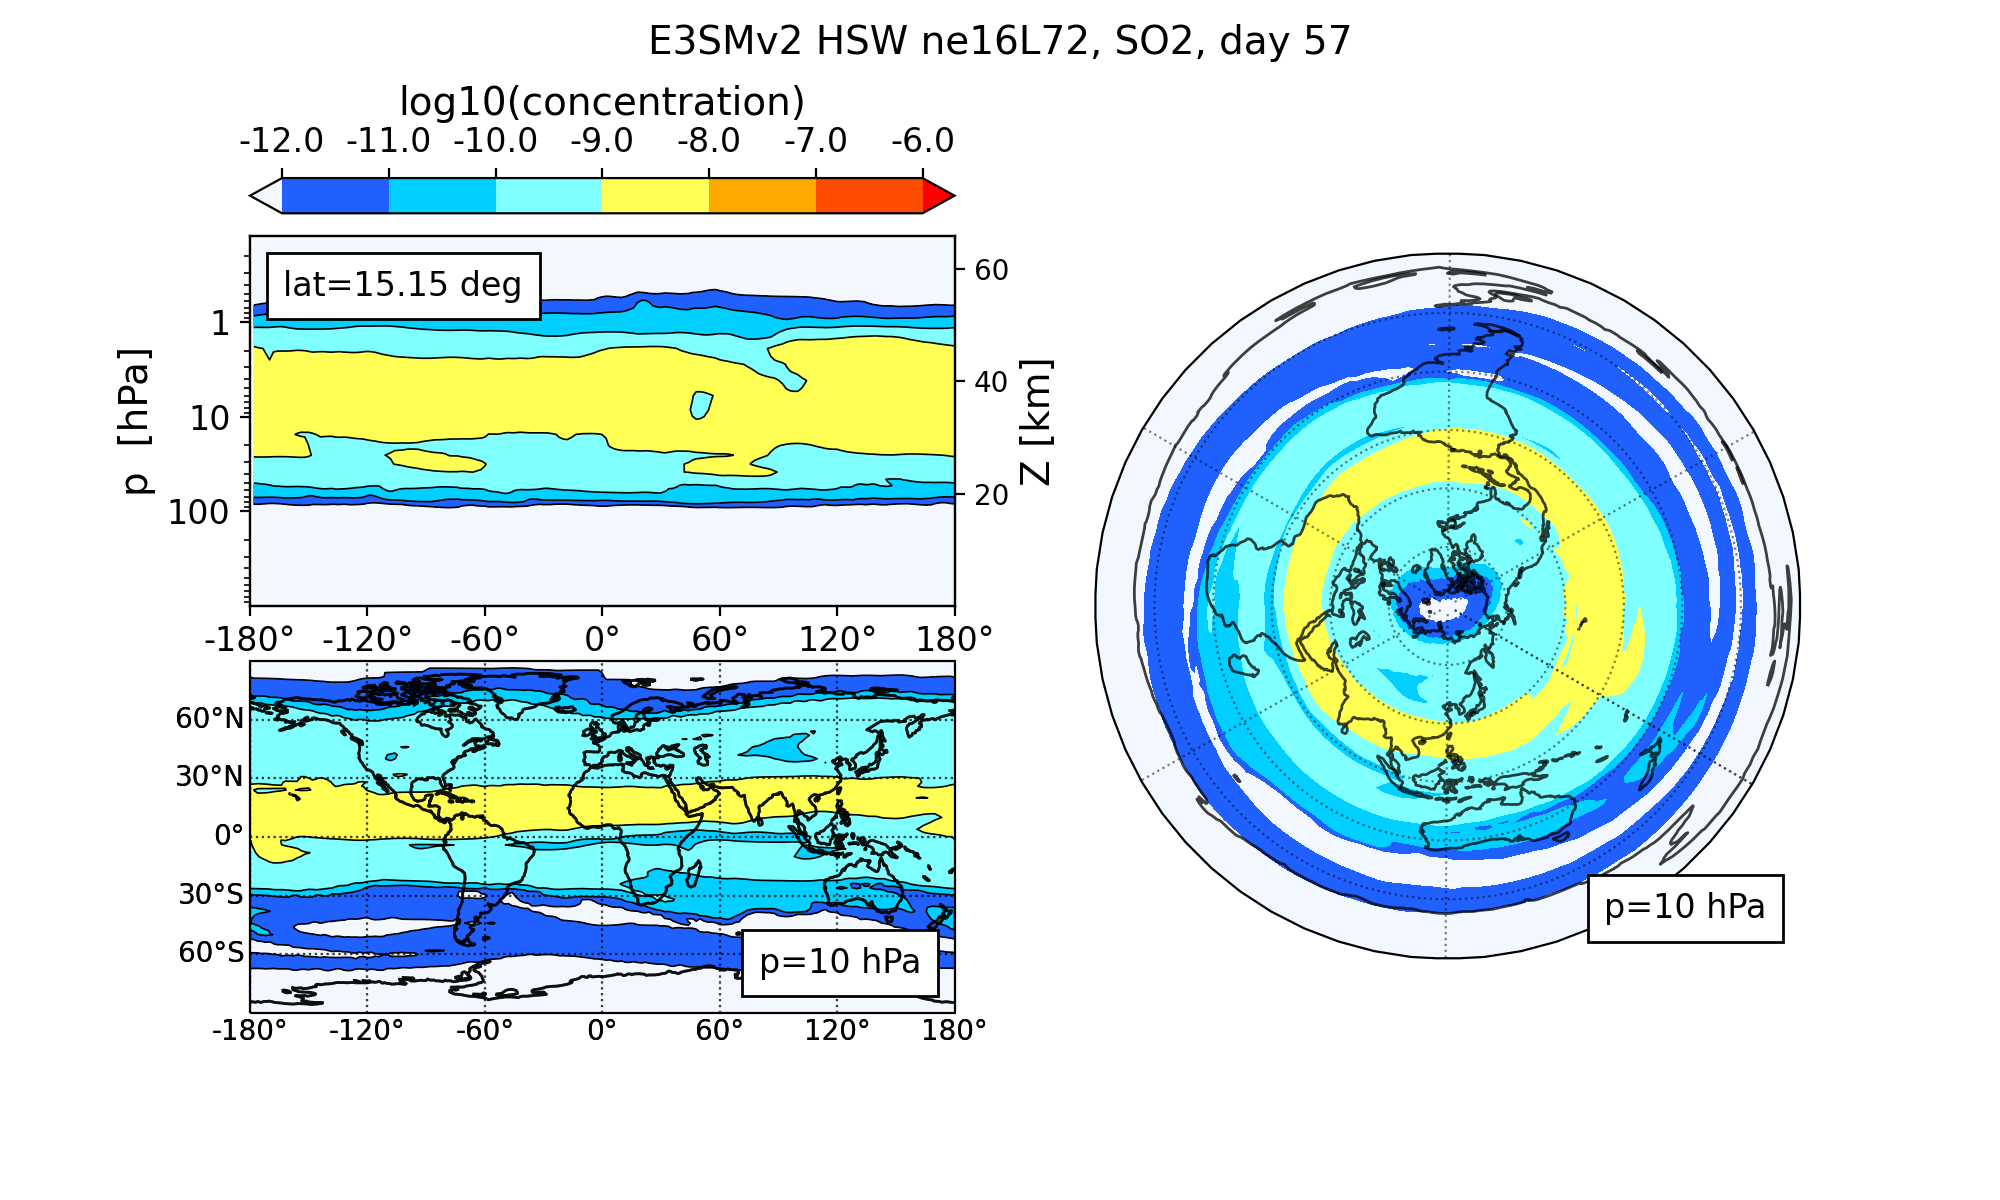 E3SMv2 HSW ne16L72, SO2, day 57
log10(concentration)
-12.0 -11.0 -10.0 -9.0 -8.0 -7.0 -6.0
lat=15.15 deg
p [hPa]
1
10
100
60
40
20
Z [km]
-180° -120° -60° 0° 60° 120° 180°
60°N
30°N
0°
30°S
60°S
p=10 hPa
-180° -120° -60° 0° 60° 120° 180°
p=10 hPa